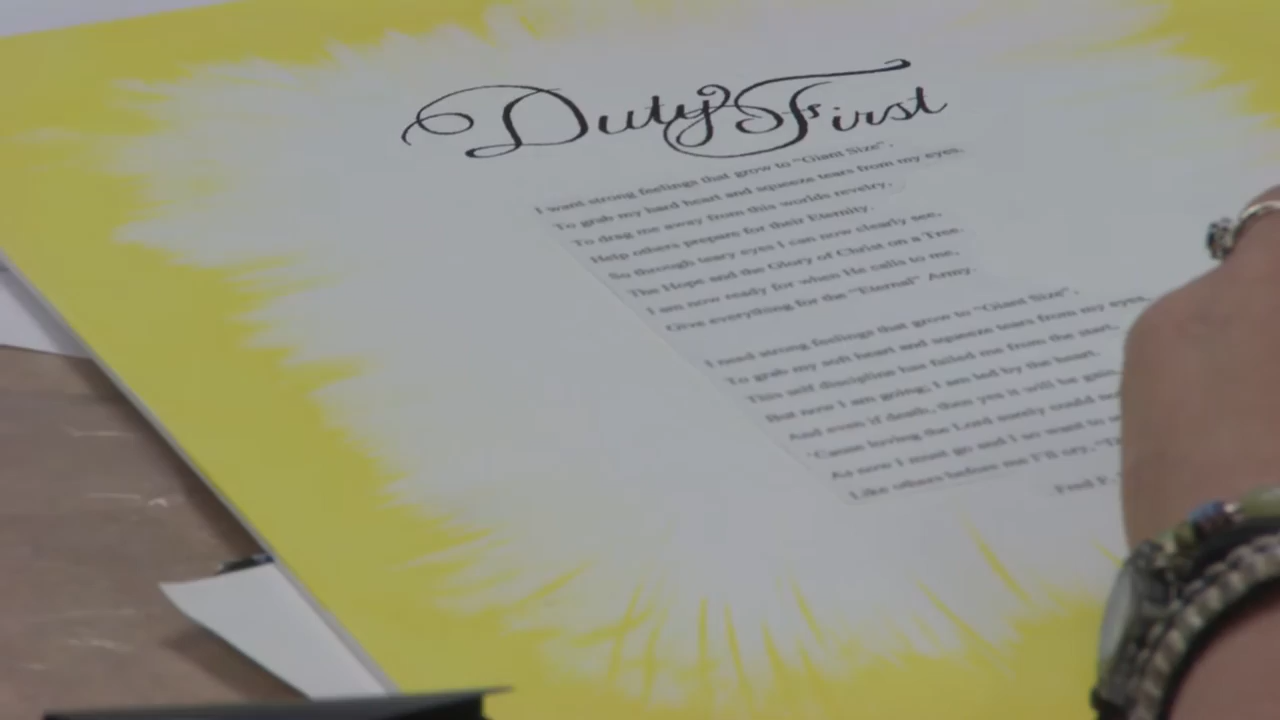 Duty First
I want strong feelings that grow to "Giant Size",
To grab my hard heart and squeeze tears from my eyes.
To drag me away from this worlds revelry,
Help others prepare for their Eternity.
So through teary eyes I can now clearly see,
The Hope and the Glory of Christ on a Tree.
I am now ready for when He calls to me,
Give everything for the "Eternal" Army.
I need strong feelings that grow to "Giant Size",
To grab my soft heart and squeeze tears from my eyes,
This self discipline has failed me from the start,
But now I am going; I am led by the heart.
And even if death, then yes it will be gain,
'Cause loving the Lord surely could
As now I must go and I so want to
Like others before me I'll cry,
Fred P.